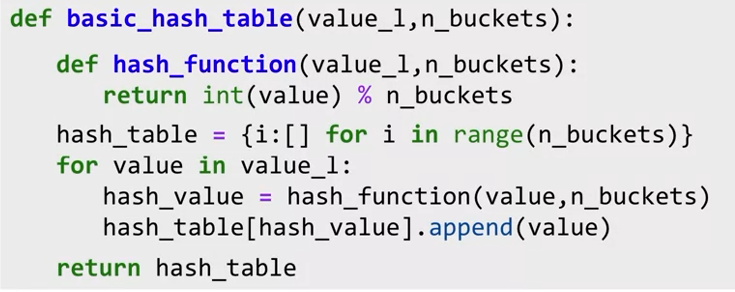 def basic_hash_table(value_l,n_buckets):
def hash_function(value_l,n_buckets):
return int(value) % n_buckets
hash_table = {i:[] for i in range(n_buckets)}
for value in value_l:
hash_value = hash_function(value,n_buckets)
hash_table[hash_value].append(value)
return hash_table